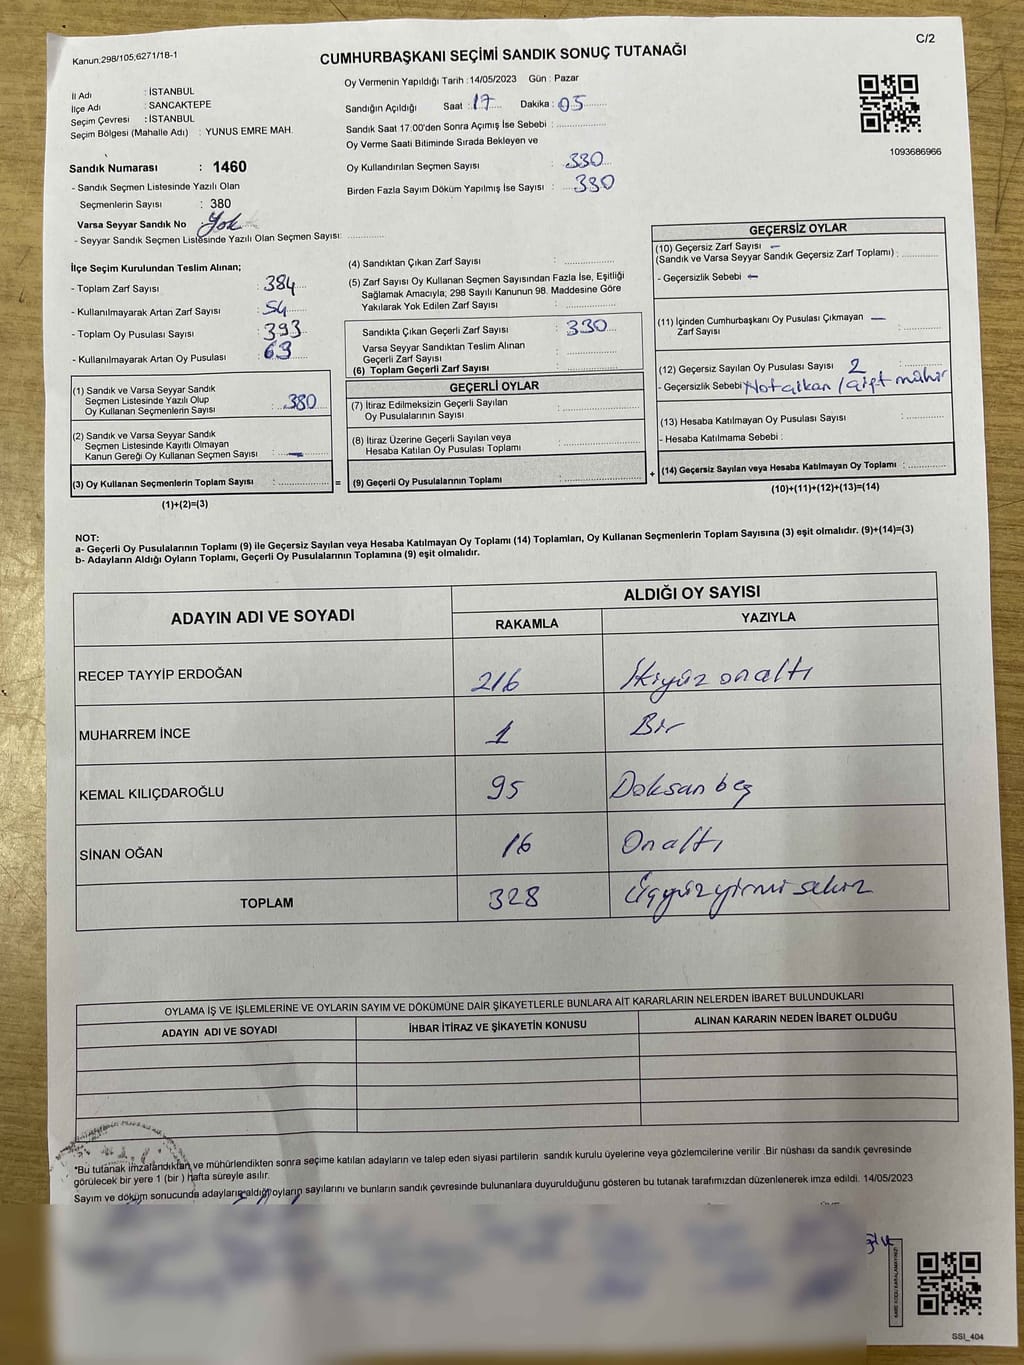 Kanun,298/105;6271/18-1
CUMHURBAŞKANI SEÇİMİ SANDIK SONUÇ TUTANAĞI
C/2
İl Adı : İSTANBUL
İlçe Adı : SANCAKTEPE
Seçim Çevresi : İSTANBUL
Seçim Bölgesi (Mahalle Adı) : YUNUS EMRE MAH.
Oy Vermenin Yapıldığı Tarih :14/05/2023 Gün : Pazar
Sandığın Açıldığı Saat : 17 Dakika : 05
Sandık Saat 17:00'den Sonra Açımış İse Sebebi :
Oy Verme Saati Bitiminde Sırada Bekleyen ve
Oy Kullandırılan Seçmen Sayısı : 330
Birden Fazla Sayım Döküm Yapılmış İse Sayısı : 330
1093686966
Sandık Numarası : 1460
- Sandık Seçmen Listesinde Yazılı Olan
Seçmenlerin Sayısı : 380
Varsa Seyyar Sandık No Yok
- Seyyar Sandık Seçmen Listesinde Yazılı Olan Seçmen Sayısı:
İlçe Seçim Kurulundan Teslim Alınan;
- Toplam Zarf Sayısı : 384
- Kullanılmayarak Artan Zarf Sayısı : 54
- Toplam Oy Pusulası Sayısı : 393
- Kullanılmayarak Artan Oy Pusulası : 63
(1) Sandık ve Varsa Seyyar Sandık
Seçmen Listesinde Yazılı Olup
Oy Kullanan Seçmenlerin Sayısı : 380
(2) Sandık ve Varsa Seyyar Sandık
Seçmen Listesinde Kayıtlı Olmayan
Kanun Gereği Oy Kullanan Seçmen Sayısı : —
(3) Oy Kullanan Seçmenlerin Toplam Sayısı :
(1)+(2)=(3)
=
(4) Sandıktan Çıkan Zarf Sayısı :
(5) Zarf Sayısı Oy Kullanan Seçmen Sayısından Fazla İse, Eşitliği
Sağlamak Amacıyla; 298 Sayılı Kanunun 98. Maddesine Göre
Yakılarak Yok Edilen Zarf Sayısı :
Sandıkta Çıkan Geçerli Zarf Sayısı : 330
Varsa Seyyar Sandıktan Teslim Alınan
Geçerli Zarf Sayısı :
(6) Toplam Geçerli Zarf Sayısı :
GEÇERLİ OYLAR
(7) İtiraz Edilmeksizin Geçerli Sayılan
Oy Pusulalarının Sayısı :
(8) İtiraz Üzerine Geçerli Sayılan veya
Hesaba Katılan Oy Pusulası Toplamı :
(9) Geçerli Oy Pusulalarının Toplamı :
+
GEÇERSİZ OYLAR
(10) Geçersiz Zarf Sayısı —
(Sandık ve Varsa Seyyar Sandık Geçersiz Zarf Toplamı) :
- Geçersizlik Sebebi : —
(11) İçinden Cumhurbaşkanı Oy Pusulası Çıkmayan —
Zarf Sayısı :
(12) Geçersiz Sayılan Oy Pusulası Sayısı 2 :
- Geçersizlik Sebebi
(13) Hesaba Katılmayan Oy Pusulası Sayısı :
- Hesaba Katılmama Sebebi :
(14) Geçersiz Sayılan veya Hesaba Katılmayan Oy Toplamı :
(10)+(11)+(12)+(13)=(14)
NOT:
a- Geçerli Oy Pusulalarının Toplamı (9) ile Geçersiz Sayılan veya Hesaba Katılmayan Oy Toplamı (14) Toplamları, Oy Kullanan Seçmenlerin Toplam Sayısına (3) eşit olmalıdır. (9)+(14)=(3)
b- Adayların Aldığı Oyların Toplamı, Geçerli Oy Pusulalarının Toplamına (9) eşit olmalıdır.
ADAYIN ADI VE SOYADI
ALDIĞI OY SAYISI
RAKAMLA YAZIYLA
RECEP TAYYİP ERDOĞAN 216 İkiyüz onaltı
MUHARREM İNCE 1 Bir
KEMAL KILIÇDAROĞLU 95 Doksan beş
SİNAN OĞAN 16 Onaltı
TOPLAM 328 Üçyüzyirmi sekiz
OYLAMA İŞ VE İŞLEMLERİNE VE OYLARIN SAYIM VE DÖKÜMÜNE DAİR ŞİKAYETLERLE BUNLARA AİT KARARLARIN NELERDEN İBARET BULUNDUKLARI
ADAYIN ADI VE SOYADI İHBAR İTİRAZ VE ŞİKAYETİN KONUSU ALINAN KARARIN NEDEN İBARET OLDUĞU
*Bu tutanak imzalandıktan ve mühürlendikten sonra seçime katılan adayların ve talep eden siyasi partilerin sandık kurulu üyelerine veya gözlemcilerine verilir .Bir nüshası da sandık çevresinde
görülecek bir yere 1 (bir ) hafta süreyle asılır.
Sayım ve döküm sonucunda adayların aldığı oyların sayılarını ve bunların sandık çevresinde bulunanlara duyurulduğunu gösteren bu tutanak tarafımızdan düzenlenerek imza edildi. 14/05/2023
SSI_404